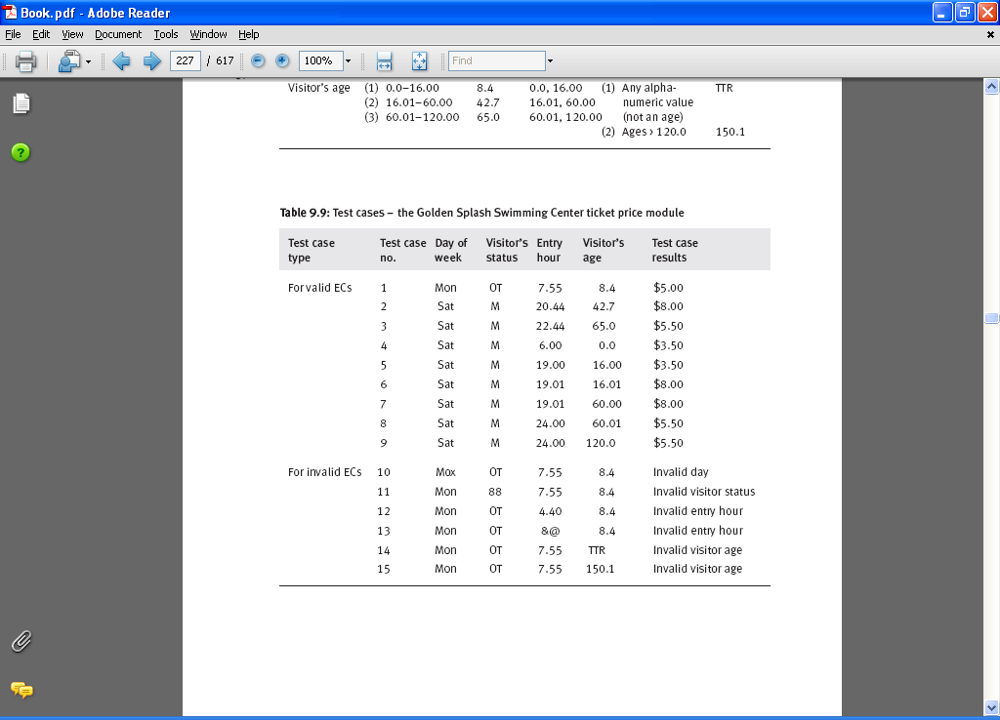 Book.pdf - Adobe Reader
File Edit View Document Tools Window Help
227 / 617 100% Find
Visitor's age (1) 0.0–16.00 8.4 0.0, 16.00 (1) Any alpha- TTR
(2) 16.01–60.00 42.7 16.01, 60.00 numeric value
(3) 60.01–120.00 65.0 60.01, 120.00 (not an age)
(2) Ages > 120.0 150.1
Table 9.9: Test cases – the Golden Splash Swimming Center ticket price module
Test case Test case Day of Visitor's Entry Visitor's Test case
type no. week status hour age results
For valid ECs 1 Mon OT 7.55 8.4 $5.00
2 Sat M 20.44 42.7 $8.00
3 Sat M 22.44 65.0 $5.50
4 Sat M 6.00 0.0 $3.50
5 Sat M 19.00 16.00 $3.50
6 Sat M 19.01 16.01 $8.00
7 Sat M 19.01 60.00 $8.00
8 Sat M 24.00 60.01 $5.50
9 Sat M 24.00 120.0 $5.50
For invalid ECs 10 Mox OT 7.55 8.4 Invalid day
11 Mon 88 7.55 8.4 Invalid visitor status
12 Mon OT 4.40 8.4 Invalid entry hour
13 Mon OT &@ 8.4 Invalid entry hour
14 Mon OT 7.55 TTR Invalid visitor age
15 Mon OT 7.55 150.1 Invalid visitor age